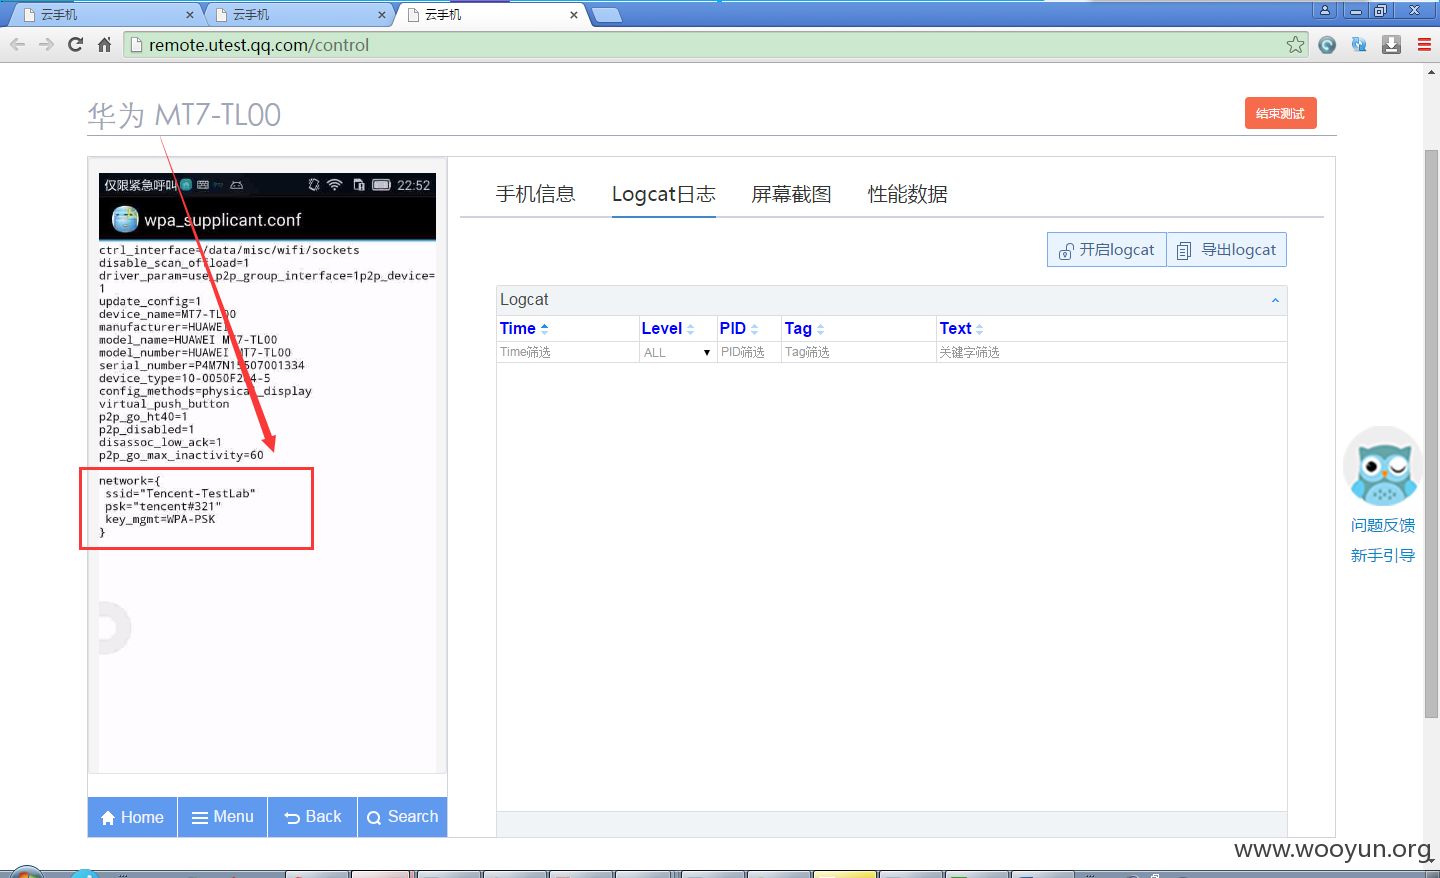 云手机
云手机
云手机
remote.utest.qq.com/control
华为 MT7-TL00
结束测试
仅限紧急呼叫
22:52
wpa_supplicant.conf
ctrl_interface=/data/misc/wifi/sockets
disable_scan_offload=1
driver_param=use_p2p_group_interface=1p2p_device=
1
update_config=1
device_name=MT7-TL00
manufacturer=HUAWEI
model_name=HUAWEI MT7-TL00
model_number=HUAWEI MT7-TL00
device_type=10-0050F204-5
config_methods=physical_display
virtual_push_button
p2p_go_ht40=1
p2p_disabled=1
disassoc_low_ack=1
p2p_go_max_inactivity=60
network={
ssid="Tencent-TestLab"
psk="tencent#321"
key_mgmt=WPA-PSK
}
Home
Menu
Back
Search
手机信息
Logcat日志
屏幕截图
性能数据
开启logcat
导出logcat
Logcat
Time
Level
PID
Tag
Text
Time筛选
ALL
PID筛选
Tag筛选
关键字筛选
问题反馈
新手引导
www.wooyun.org